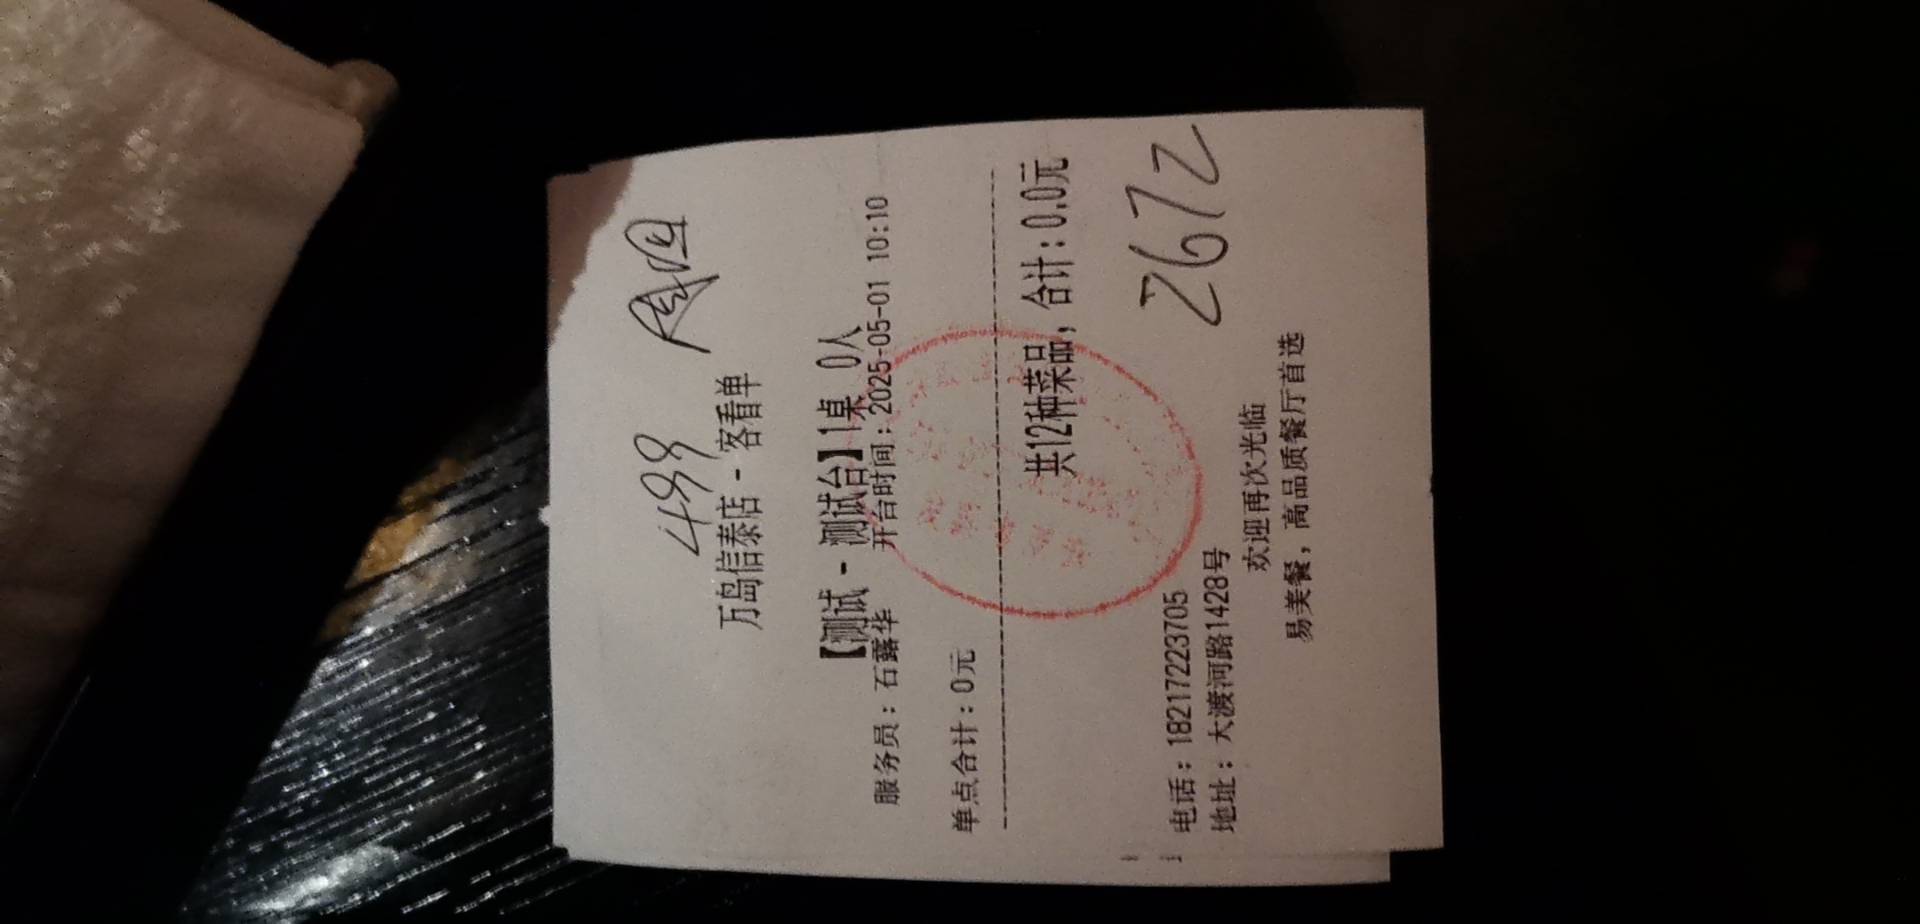 499
万岛信泰店 - 客看单
【测试 - 测试台】1桌 0人
服务员：石露华 开台时间：2025-05-01 10:10
单点合计：0元
共12种菜品，合计：0.0元
2672
电话：18217223705
地址：大渡河路1428号
欢迎再次光临
易美餐，高品质餐厅首选